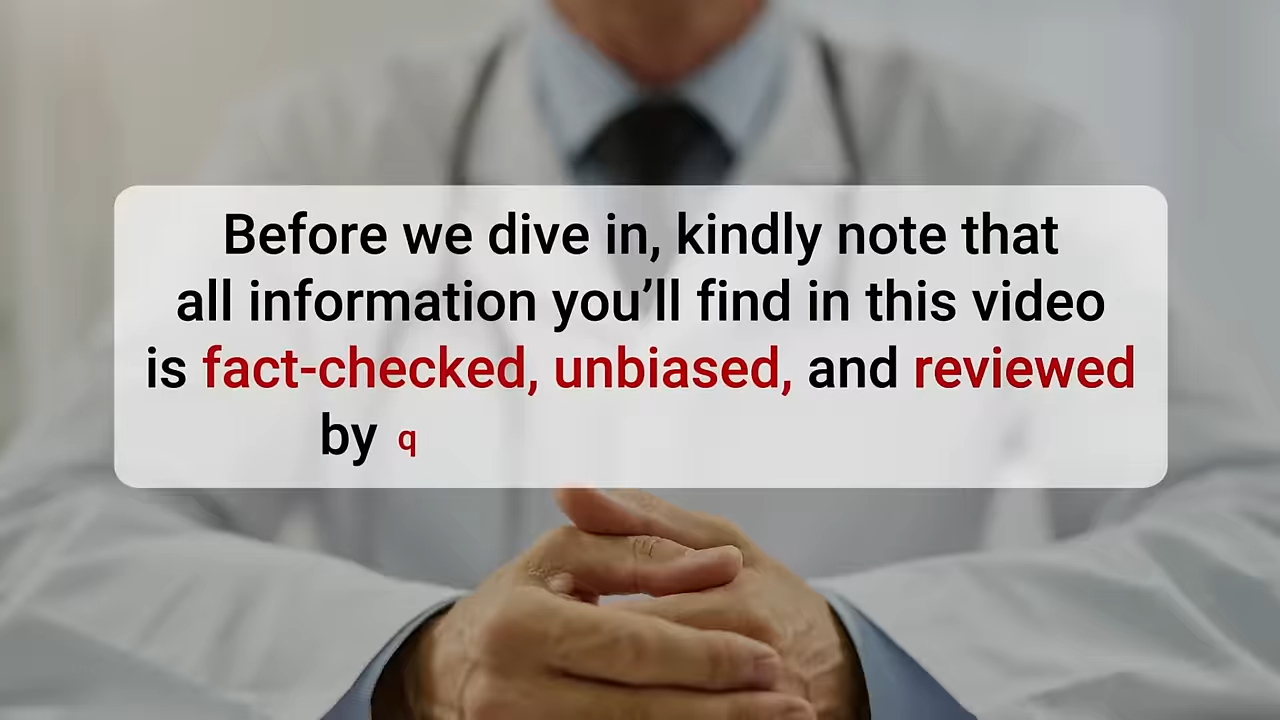 Before we dive in, kindly note that
all information you’ll find in this video
is fact-checked, unbiased, and reviewed
by q